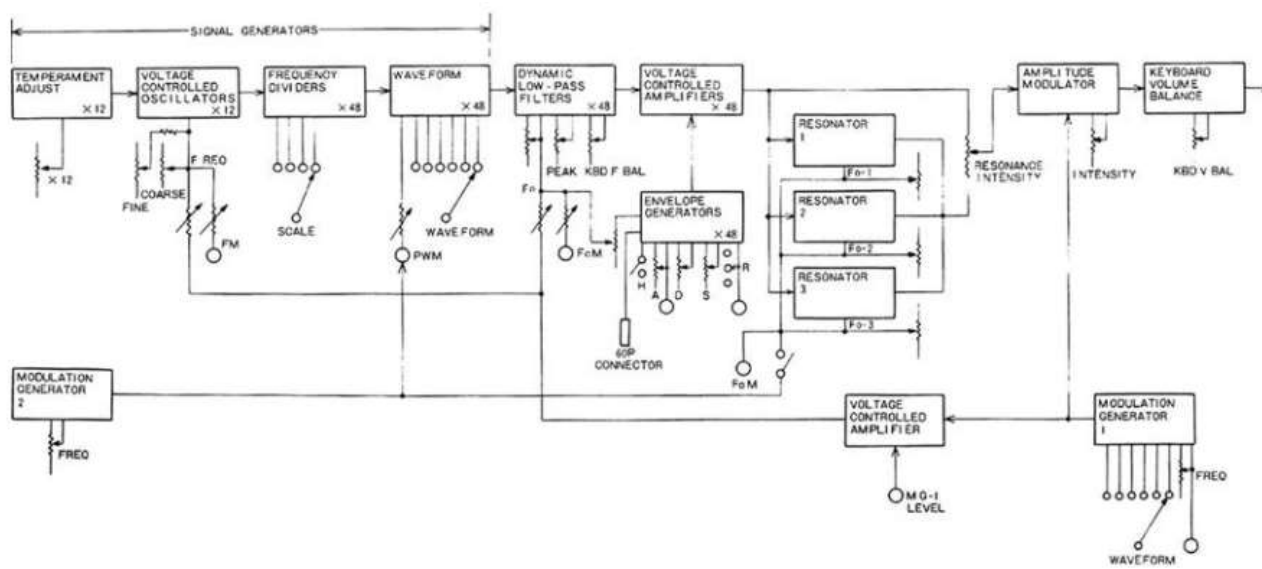 SIGNAL GENERATORS
TEMPERAMENT
ADJUST
×12
VOLTAGE
CONTROLLED
OSCILLATORS
×12
FREQUENCY
DIVIDERS
×48
WAVEFORM
×48
DYNAMIC
LOW-PASS
FILTERS
×48
VOLTAGE
CONTROLLED
AMPLIFIERS
×48
AMPLITUDE
MODULATOR
KEYBOARD
VOLUME
BALANCE
RESONATOR
1
Fo-1
RESONATOR
2
Fo-2
RESONATOR
3
Fo-3
RESONANCE
INTENSITY
INTENSITY
KBD V BAL
×12
F REQ
COARSE
FINE
FM
SCALE
PWM
WAVEFORM
PEAK
KBD F BAL
Fc
FcM
ENVELOPE
GENERATORS
×48
H
A
D
S
R
60P
CONNECTOR
FoM
MODULATION
GENERATOR
2
FREQ
VOLTAGE
CONTROLLED
AMPLIFIER
MG-1
LEVEL
MODULATION
GENERATOR
1
FREQ
WAVEFORM